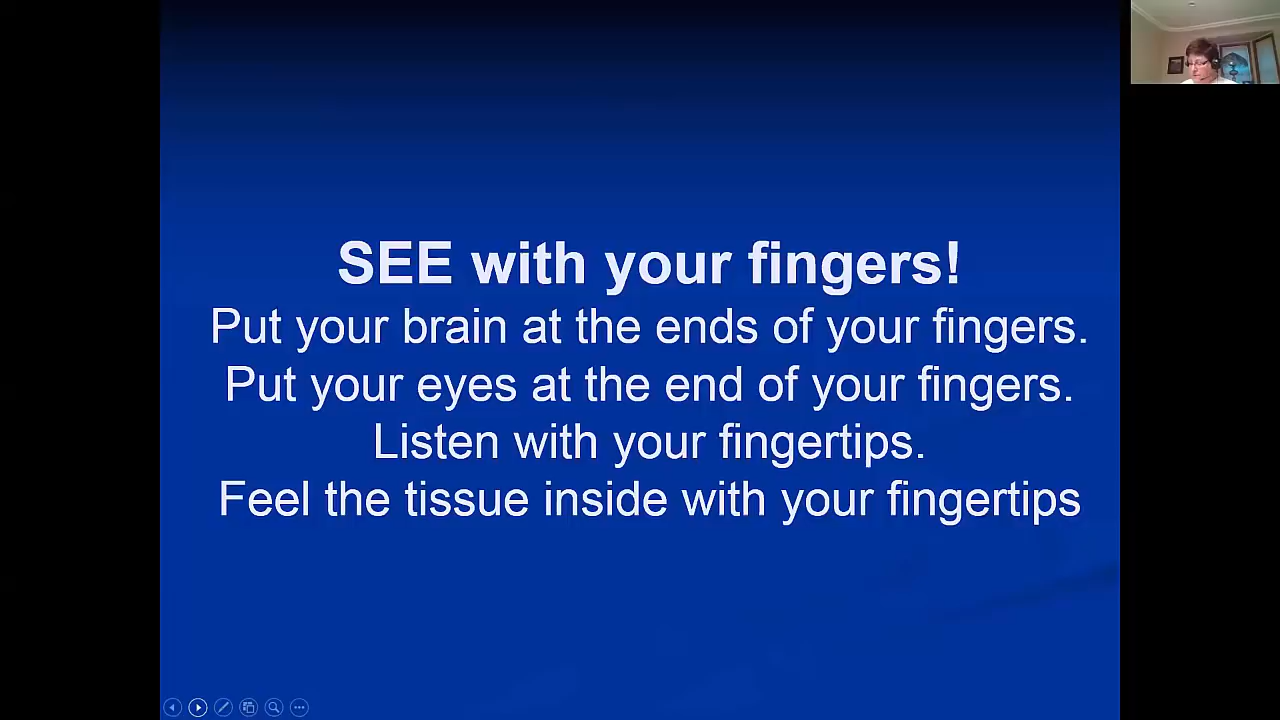 SEE with your fingers!
Put your brain at the ends of your fingers.
Put your eyes at the end of your fingers.
Listen with your fingertips.
Feel the tissue inside with your fingertips